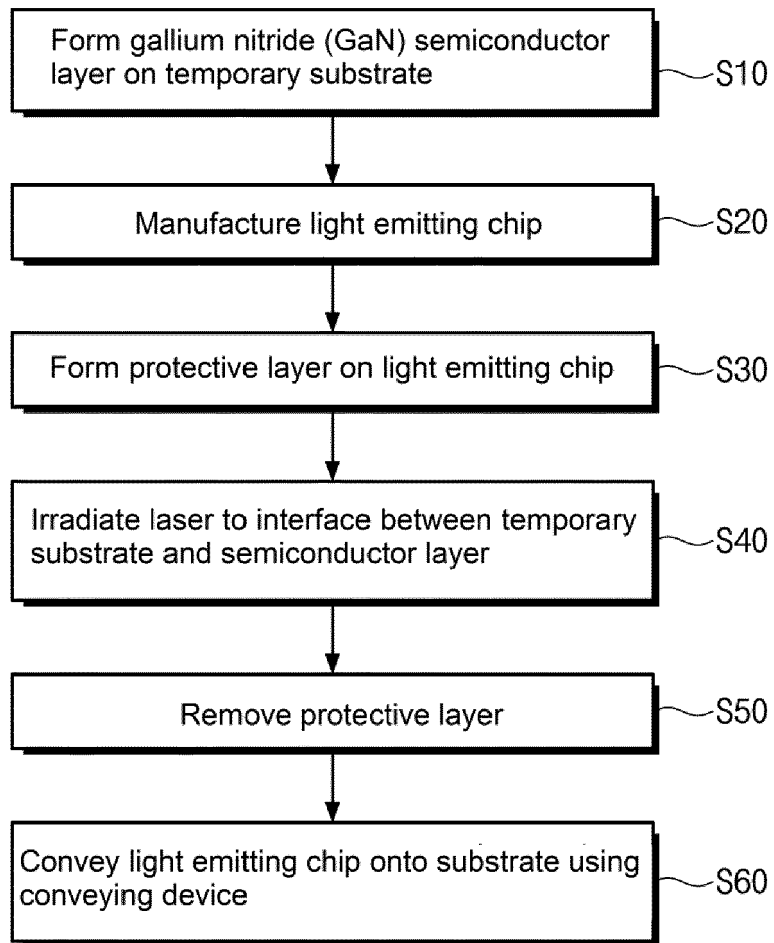 Form gallium nitride (GaN) semiconductor
layer on temporary substrate
S10
Manufacture light emitting chip
S20
Form protective layer on light emitting chip
S30
Irradiate laser to interface between temporary
substrate and semiconductor layer
S40
Remove protective layer
S50
Convey light emitting chip onto substrate using
conveying device
S60